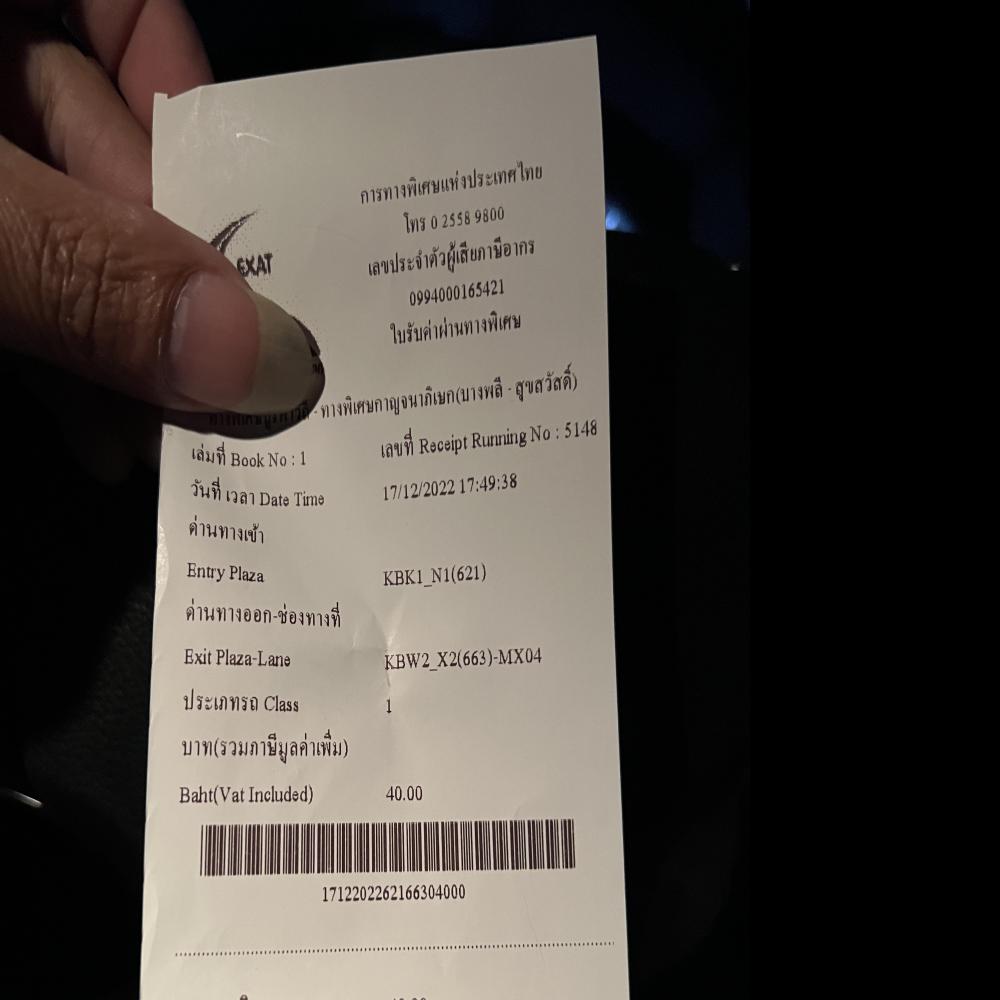 การทางพิเศษแห่งประเทศไทย
โทร 0 2558 9800
EXAT
เลขประจำตัวผู้เสียภาษีอากร
0994000165421
ใบรับค่าผ่านทางพิเศษ
- ทางพิเศษกาญจนาภิเษก(บางพลี - สุขสวัสดิ์)
เล่มที่ Book No : 1 เลขที่ Receipt Running No : 5148
วันที่ เวลา Date Time 17/12/2022 17:49:38
ด่านทางเข้า
Entry Plaza KBK1_N1(621)
ด่านทางออก-ช่องทางที่
Exit Plaza-Lane KBW2_X2(663)-MX04
ประเภทรถ Class 1
บาท(รวมภาษีมูลค่าเพิ่ม)
Baht(Vat Included) 40.00
1712202262166304000